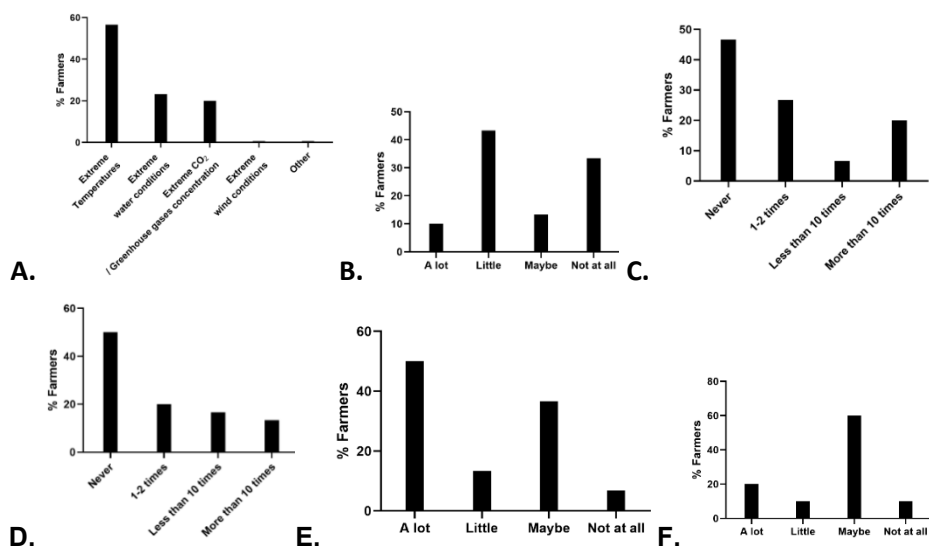 60
40
20
0
% Farmers
Extreme
Temperatures
Extreme
water conditions
Extreme CO₂
/ Greenhouse gases concentration
Extreme
wind conditions
Other
A.
50
40
30
20
10
0
% Farmers
A lot
Little
Maybe
Not at all
B.
50
40
30
20
10
0
% Farmers
Never
1-2 times
Less than 10 times
More than 10 times
C.
60
40
20
0
% Farmers
Never
1-2 times
Less than 10 times
More than 10 times
D.
60
40
20
0
% Farmers
A lot
Little
Maybe
Not at all
E.
80
60
40
20
0
% Farmers
A lot
Little
Maybe
Not at all
F.